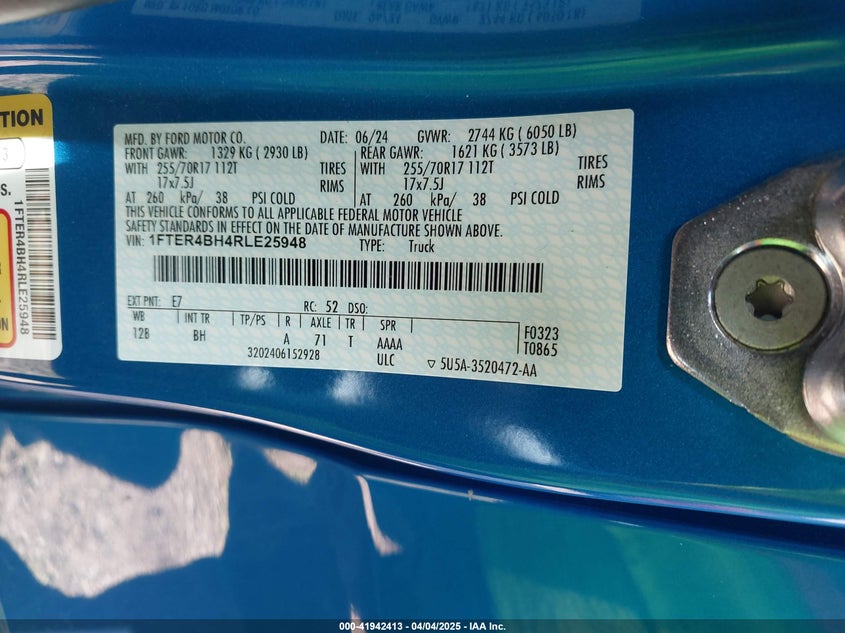 TION
3
S.
1FTER4BH4RLE25948
ON
MFD. BY FORD MOTOR CO. DATE: 06/24 GVWR: 2744 KG ( 6050 LB)
FRONT GAWR: 1329 KG ( 2930 LB) REAR GAWR: 1621 KG ( 3573 LB)
WITH 255/70R17 112T TIRES WITH 255/70R17 112T TIRES
17x7.5J RIMS 17x7.5J RIMS
AT 260 kPa/ 38 PSI COLD AT 260 kPa/ 38 PSI COLD
THIS VEHICLE CONFORMS TO ALL APPLICABLE FEDERAL MOTOR VEHICLE
SAFETY STANDARDS IN EFFECT ON THE DATE OF MANUFACTURE SHOWN ABOVE.
VIN: 1FTER4BH4RLE25948 TYPE: Truck
EXT PNT: E7 RC: 52 DSO:
WB INT TR TP/PS R AXLE TR SPR F0323
128 BH A 71 T AAAA T0865
3202406152928 ULC ▽ 5U5A-3520472-AA
000-41942413 - 04/04/2025 - IAA Inc.